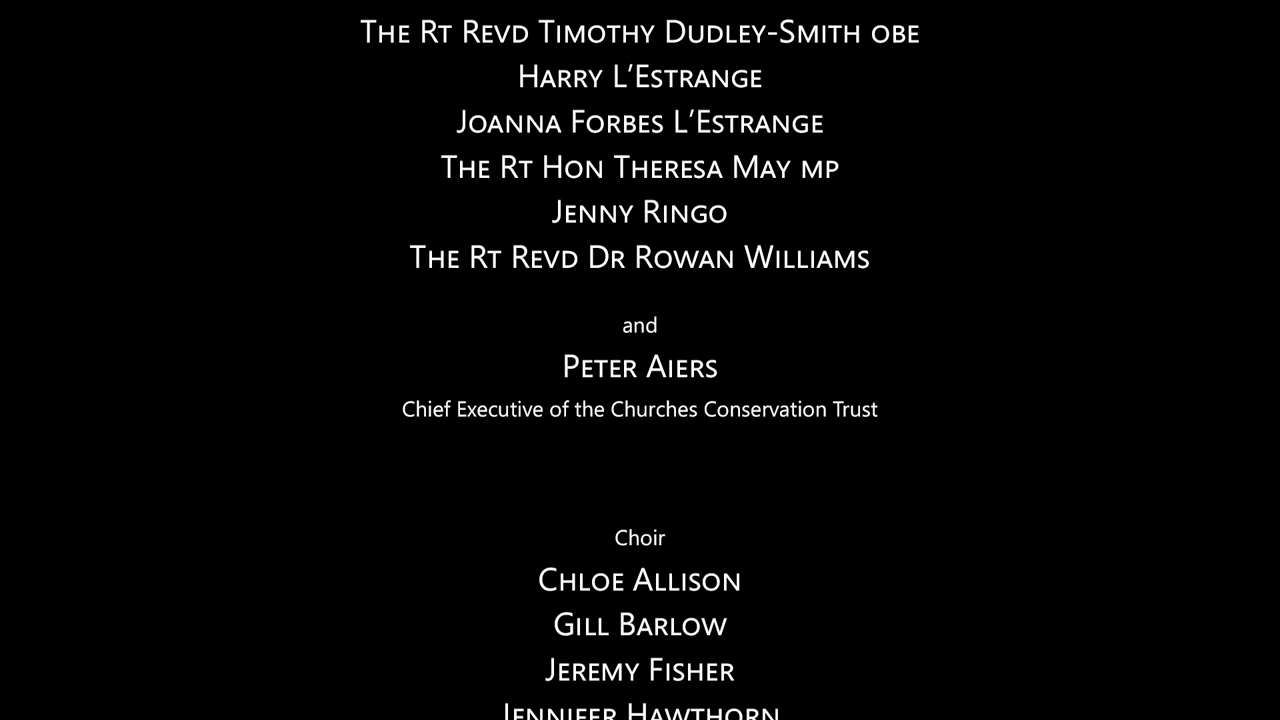 The Rt Revd Timothy Dudley-Smith OBE
Harry L’Estrange
Joanna Forbes L’Estrange
The Rt Hon Theresa May MP
Jenny Ringo
The Rt Revd Dr Rowan Williams
and
Peter Aiers
Chief Executive of the Churches Conservation Trust
Choir
Chloe Allison
Gill Barlow
Jeremy Fisher
Jennifer Hawthorn